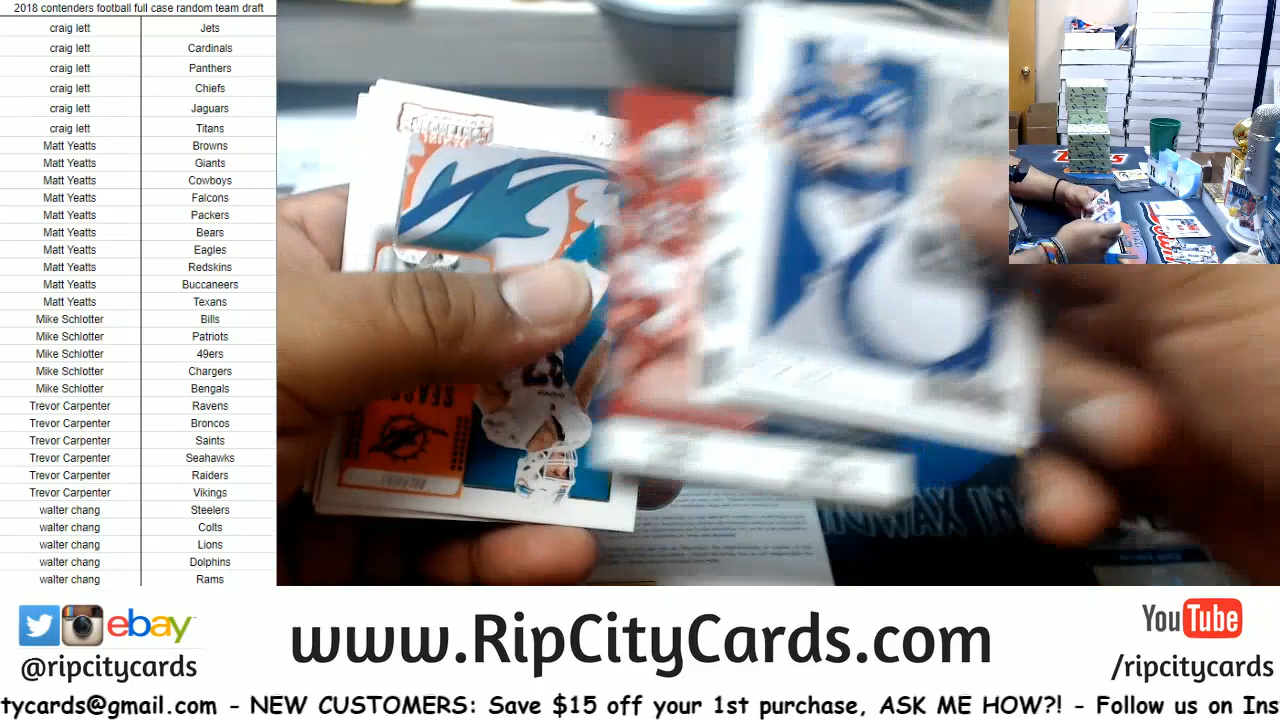 2018 contenders football full case random team draft
craig lett Jets
craig lett Cardinals
craig lett Panthers
craig lett Chiefs
craig lett Jaguars
craig lett Titans
Matt Yeatts Browns
Matt Yeatts Giants
Matt Yeatts Cowboys
Matt Yeatts Falcons
Matt Yeatts Packers
Matt Yeatts Bears
Matt Yeatts Eagles
Matt Yeatts Redskins
Matt Yeatts Buccaneers
Matt Yeatts Texans
Mike Schlotter Bills
Mike Schlotter Patriots
Mike Schlotter 49ers
Mike Schlotter Chargers
Mike Schlotter Bengals
Trevor Carpenter Ravens
Trevor Carpenter Broncos
Trevor Carpenter Saints
Trevor Carpenter Seahawks
Trevor Carpenter Raiders
Trevor Carpenter Vikings
walter chang Steelers
walter chang Colts
walter chang Lions
walter chang Dolphins
walter chang Rams
ebay
@ripcitycards
www.RipCityCards.com
YouTube
/ripcitycards
tycards@gmail.com - NEW CUSTOMERS: Save $15 off your 1st purchase, ASK ME HOW?! - Follow us on Ins